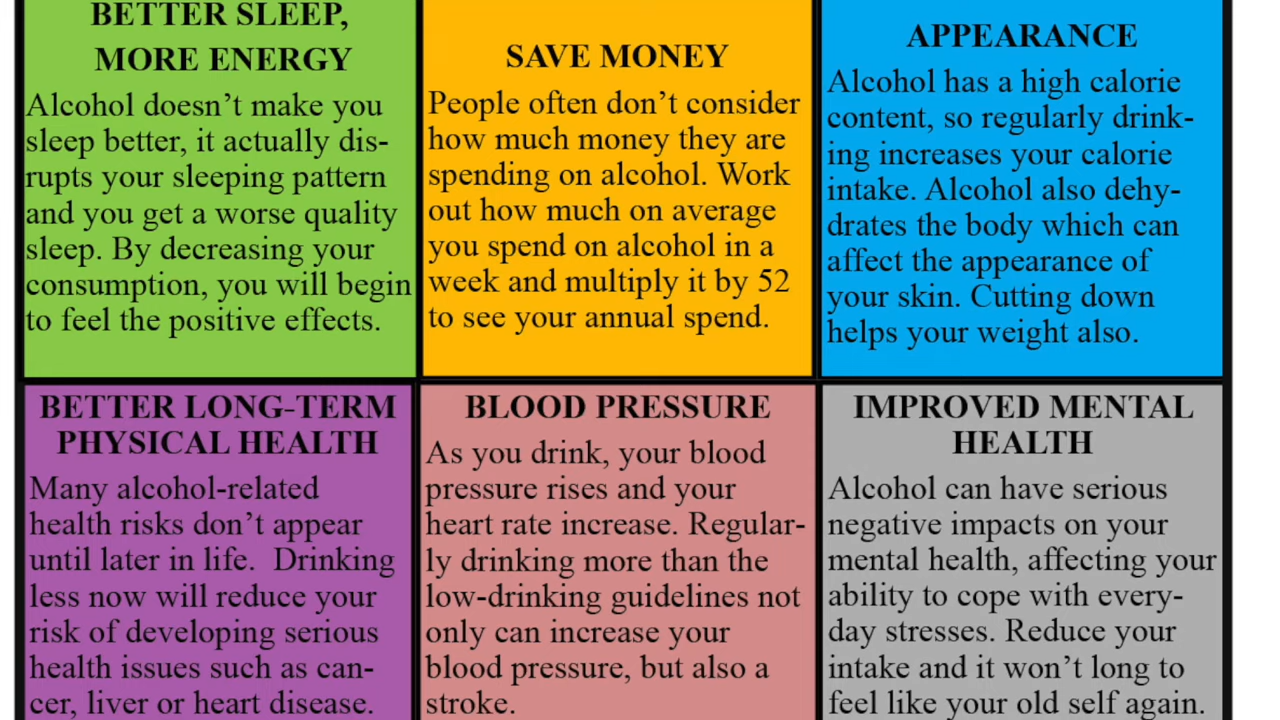 BETTER SLEEP,
MORE ENERGY
Alcohol doesn’t make you
sleep better, it actually dis-
rupts your sleeping pattern
and you get a worse quality
sleep. By decreasing your
consumption, you will begin
to feel the positive effects.
SAVE MONEY
People often don’t consider
how much money they are
spending on alcohol. Work
out how much on average
you spend on alcohol in a
week and multiply it by 52
to see your annual spend.
APPEARANCE
Alcohol has a high calorie
content, so regularly drink-
ing increases your calorie
intake. Alcohol also dehy-
drates the body which can
affect the appearance of
your skin. Cutting down
helps your weight also.
BETTER LONG-TERM
PHYSICAL HEALTH
Many alcohol-related
health risks don’t appear
until later in life.  Drinking
less now will reduce your
risk of developing serious
health issues such as can-
cer, liver or heart disease.
BLOOD PRESSURE
As you drink, your blood
pressure rises and your
heart rate increase. Regular-
ly drinking more than the
low-drinking guidelines not
only can increase your
blood pressure, but also a
stroke.
IMPROVED MENTAL
HEALTH
Alcohol can have serious
negative impacts on your
mental health, affecting your
ability to cope with every-
day stresses. Reduce your
intake and it won’t long to
feel like your old self again.